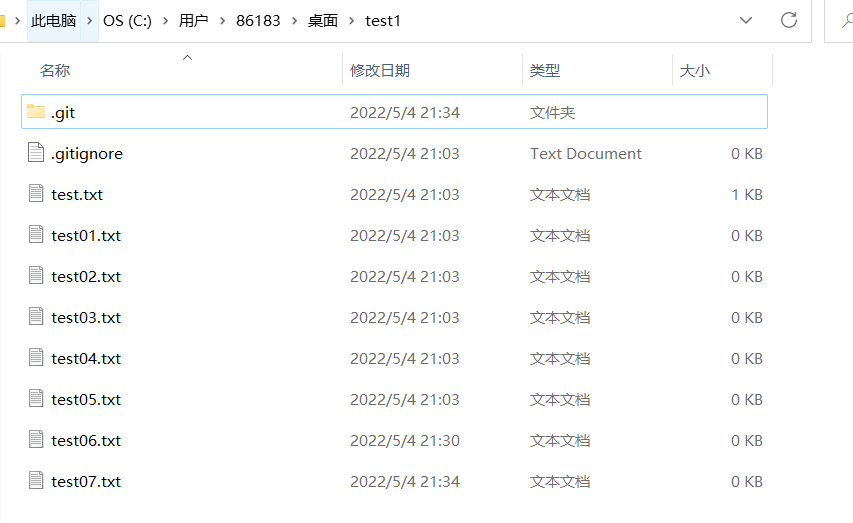 此电脑 > OS (C:) > 用户 > 86183 > 桌面 > test1
名称 修改日期 类型 大小
.git 2022/5/4 21:34 文件夹
.gitignore 2022/5/4 21:03 Text Document 0 KB
test.txt 2022/5/4 21:03 文本文档 1 KB
test01.txt 2022/5/4 21:03 文本文档 0 KB
test02.txt 2022/5/4 21:03 文本文档 0 KB
test03.txt 2022/5/4 21:03 文本文档 0 KB
test04.txt 2022/5/4 21:03 文本文档 0 KB
test05.txt 2022/5/4 21:03 文本文档 0 KB
test06.txt 2022/5/4 21:30 文本文档 0 KB
test07.txt 2022/5/4 21:34 文本文档 0 KB